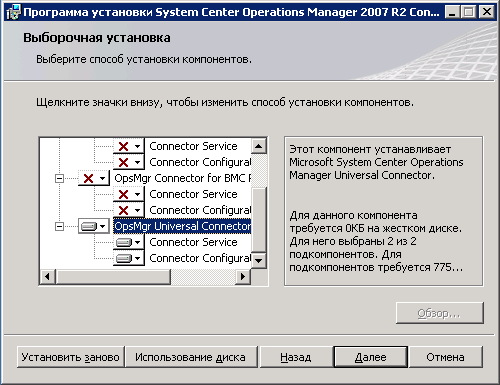 Программа установки System Center Operations Manager 2007 R2 Con...
Выборочная установка
Выберите способ установки компонентов.
Щелкните значки внизу, чтобы изменить способ установки компонентов.
Connector Service
Connector Configurat
OpsMgr Connector for BMC
Connector Service
Connector Configurat
OpsMgr Universal Connector
Connector Service
Connector Configurat
Этот компонент устанавливает
Microsoft System Center Operations
Manager Universal Connector.
Для данного компонента
требуется 0КБ на жестком диске.
Для него выбраны 2 из 2
подкомпонентов. Для
подкомпонентов требуется 775...
Обзор...
Установить заново
Использование диска
Назад
Далее
Отмена